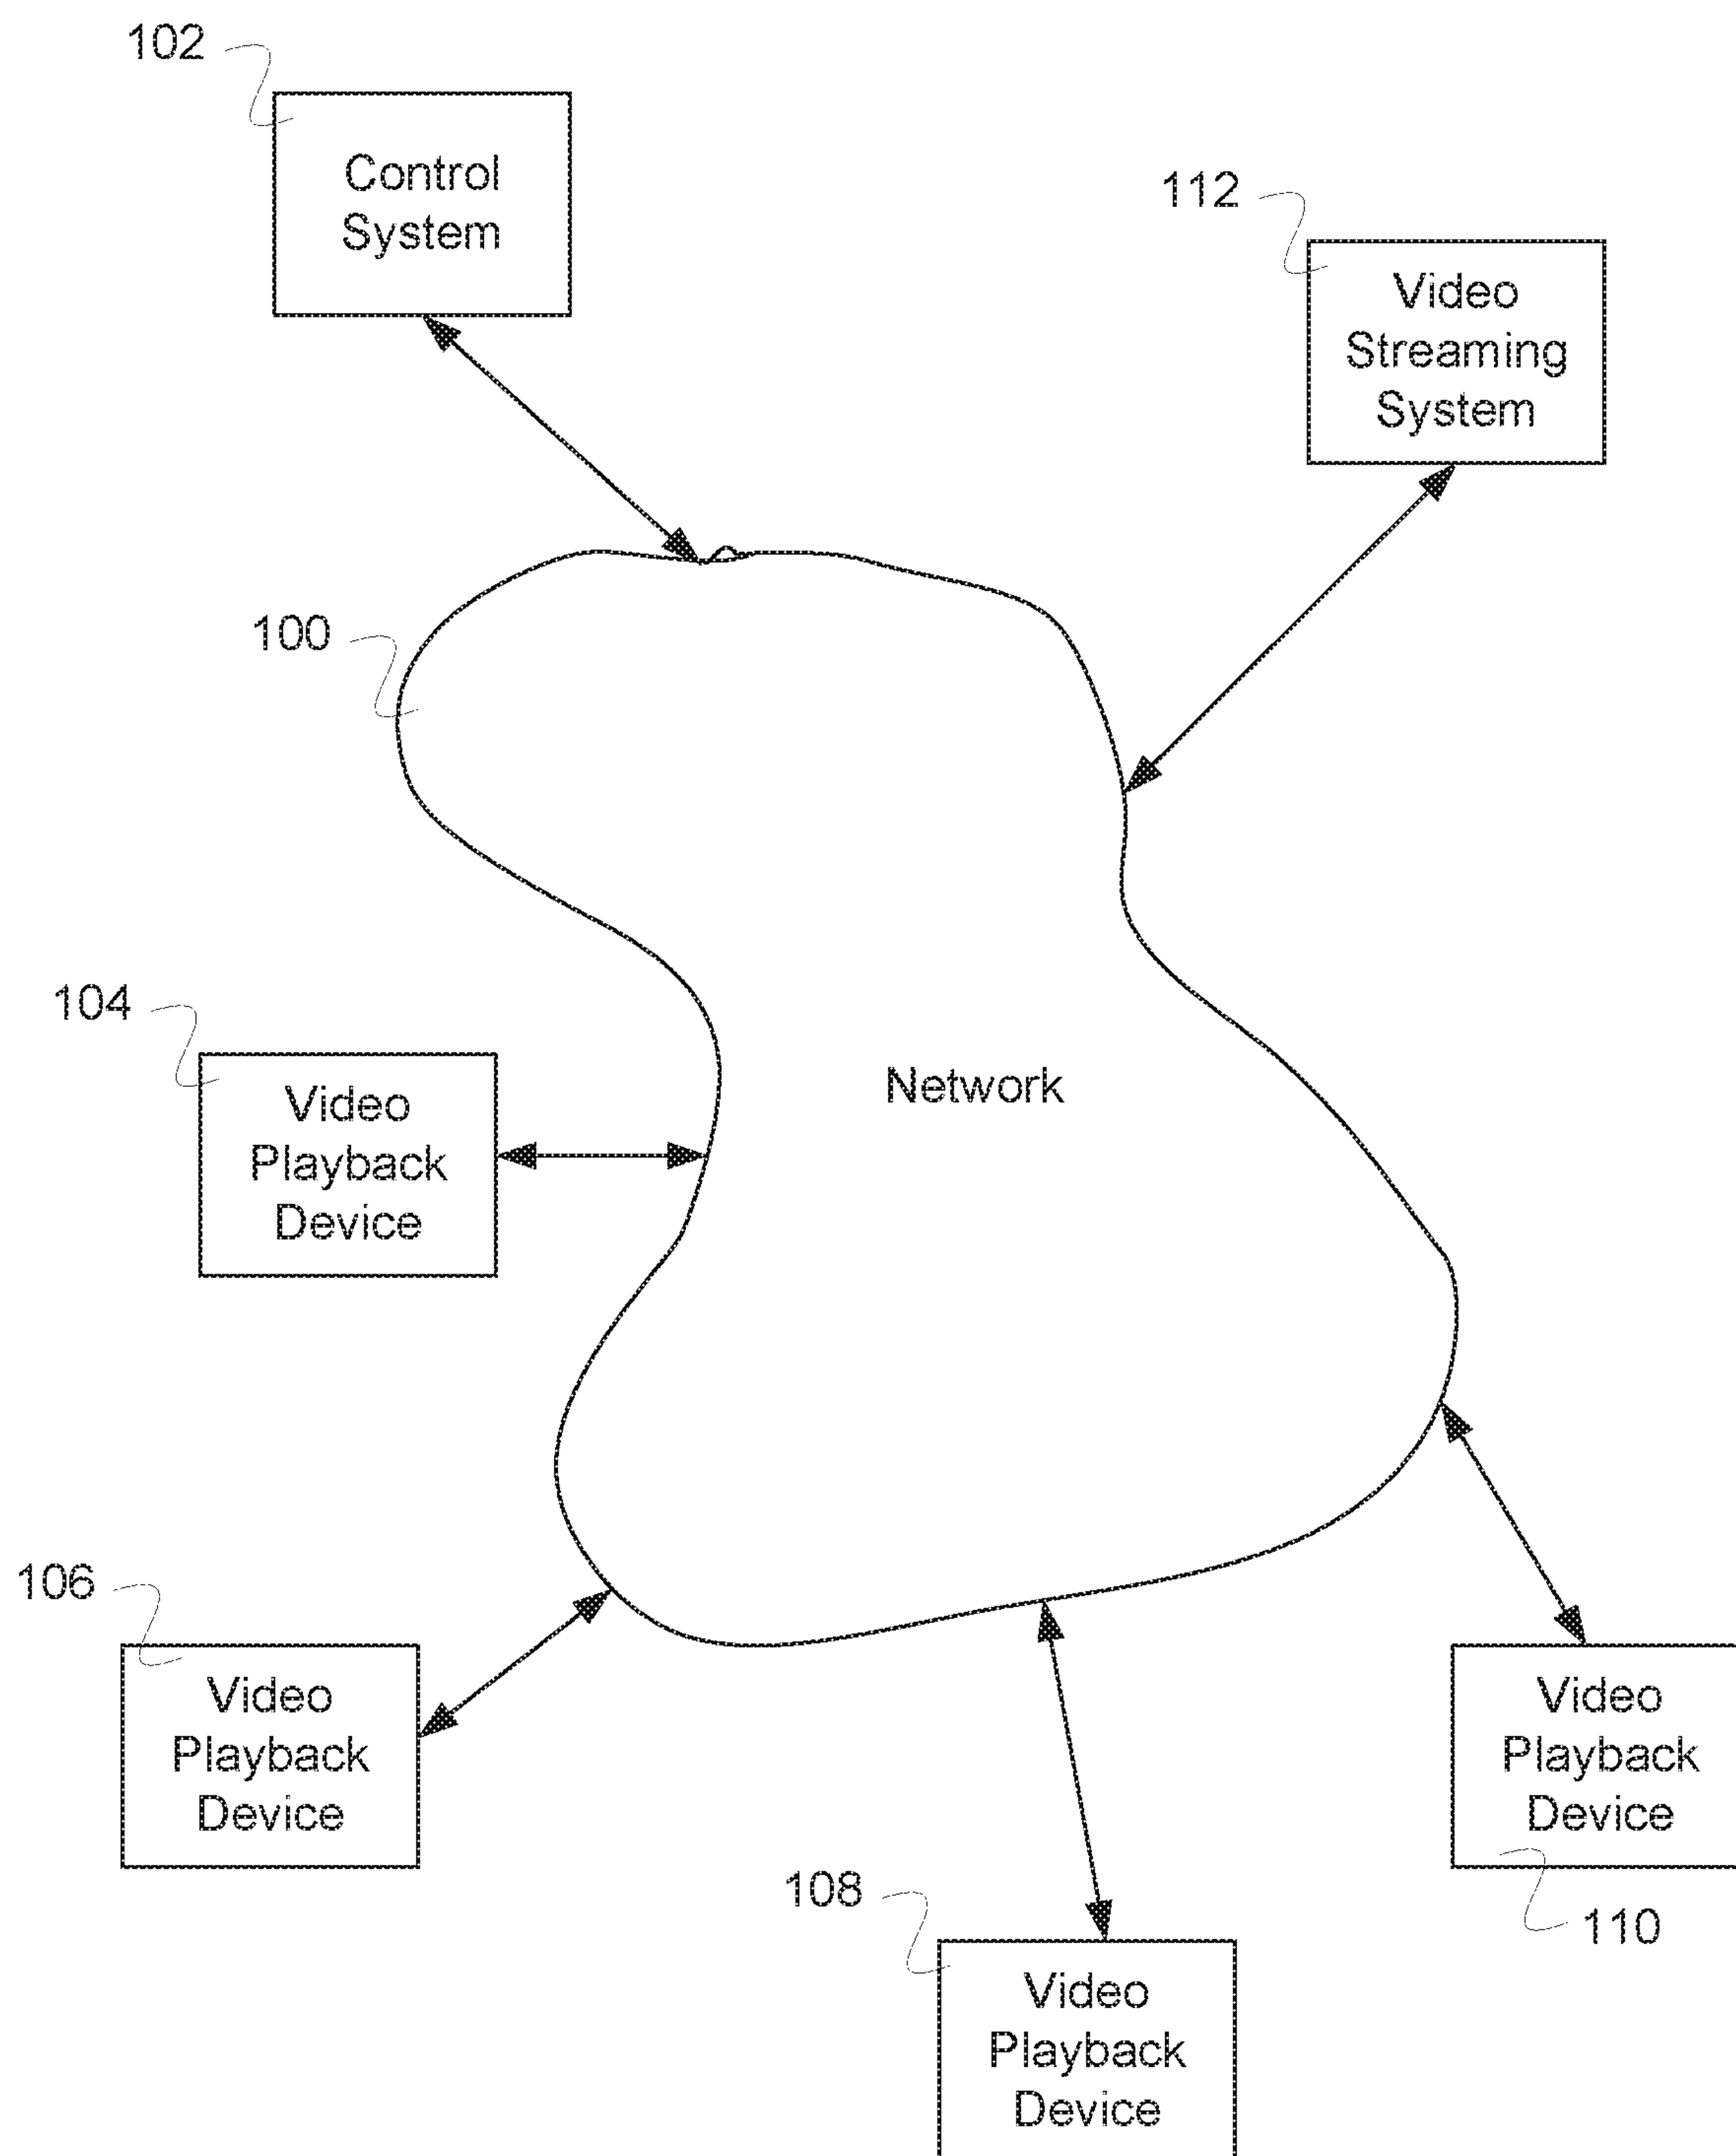 102
Control
System
112
Video
Streaming
System
100
104
Video
Playback
Device
Network
106
Video
Playback
Device
Video
Playback
Device
110
108
Video
Playback
Device